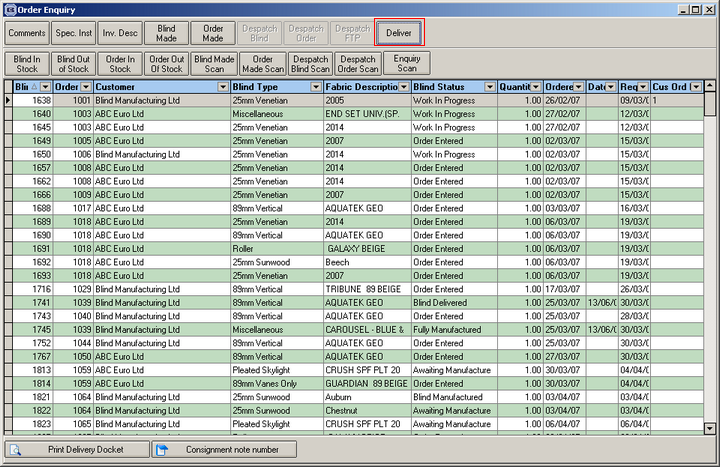 Order Enquiry
Comments Spec. Inst Inv. Desc Blind Made Order Made Despatch Blind Despatch Order Despatch FTP Deliver
Blind In Stock Blind Out of Stock Order In Stock Order Out Of Stock Blind Made Scan Order Made Scan Despatch Blind Scan Despatch Order Scan Enquiry Scan
Bli Order Customer Blind Type Fabric Descriptio Blind Status Quantit Ordere Date Req Cus Ord
1638 1001 Blind Manufacturing Ltd 25mm Venetian 2005 Work In Progress 1.00 26/02/07 09/03/0 1
1640 1003 ABC Euro Ltd Miscellaneous END SET UNIV.(SP. Work In Progress 1.00 27/02/07 12/03/0
1645 1003 ABC Euro Ltd 25mm Venetian 2014 Work In Progress 1.00 27/02/07 12/03/0
1649 1005 ABC Euro Ltd 25mm Venetian 2007 Order Entered 1.00 02/03/07 15/03/0
1650 1006 Blind Manufacturing Ltd 25mm Venetian 2014 Work In Progress 1.00 02/03/07 15/03/0
1657 1008 ABC Euro Ltd 25mm Venetian 2014 Order Entered 1.00 02/03/07 15/03/0
1662 1008 ABC Euro Ltd 25mm Venetian 2014 Order Entered 1.00 02/03/07 15/03/0
1666 1009 ABC Euro Ltd 25mm Venetian 2007 Order Entered 1.00 02/03/07 15/03/0
1688 1017 ABC Euro Ltd 89mm Vertical AQUATEK GEO Order Entered 1.00 03/03/07 16/03/0
1689 1018 ABC Euro Ltd 25mm Venetian 2014 Order Entered 1.00 06/03/07 19/03/0
1690 1018 ABC Euro Ltd 89mm Vertical AQUATEK GEO Order Entered 1.00 06/03/07 19/03/0
1691 1018 ABC Euro Ltd Roller GALAXY BEIGE Order Entered 1.00 06/03/07 19/03/0
1692 1018 ABC Euro Ltd 25mm Sunwood Beech Order Entered 1.00 06/03/07 19/03/0
1693 1018 ABC Euro Ltd 25mm Venetian 2007 Order Entered 1.00 06/03/07 19/03/0
1716 1029 Blind Manufacturing Ltd 89mm Vertical TRIBUNE 89 BEIGE Order Entered 1.00 17/03/07 26/03/0
1741 1039 Blind Manufacturing Ltd 89mm Vertical AQUATEK GEO Blind Delivered 1.00 25/03/07 13/06/0 30/03/0
1743 1040 Blind Manufacturing Ltd 89mm Vertical AQUATEK GEO Order Entered 1.00 25/03/07 28/03/0
1745 1039 Blind Manufacturing Ltd Miscellaneous CAROUSEL - BLUE & Fully Manufactured 1.00 25/03/07 13/06/0 30/03/0
1752 1044 Blind Manufacturing Ltd 89mm Vertical AQUATEK GEO Order Entered 1.00 25/03/07 30/03/0
1767 1050 ABC Euro Ltd 89mm Vertical AQUATEK GEO Order Entered 1.00 27/03/07 30/03/0
1813 1059 ABC Euro Ltd Pleated Skylight CRUSH SPF PLT 20 Awaiting Manufacture 1.00 30/03/07 04/04/0
1814 1059 ABC Euro Ltd 89mm Vanes Only GUARDIAN 89 BEIGE Order Entered 1.00 30/03/07 04/04/0
1821 1064 Blind Manufacturing Ltd 25mm Sunwood Auburn Blind Manufactured 1.00 03/04/07 06/04/0
1822 1064 Blind Manufacturing Ltd 25mm Sunwood Chestnut Awaiting Manufacture 1.00 03/04/07 06/04/0
1823 1065 Blind Manufacturing Ltd Pleated Skylight CRUSH SPF PLT 20 Awaiting Manufacture 1.00 03/04/07 06/04/0
Print Delivery Docket Consignment note number